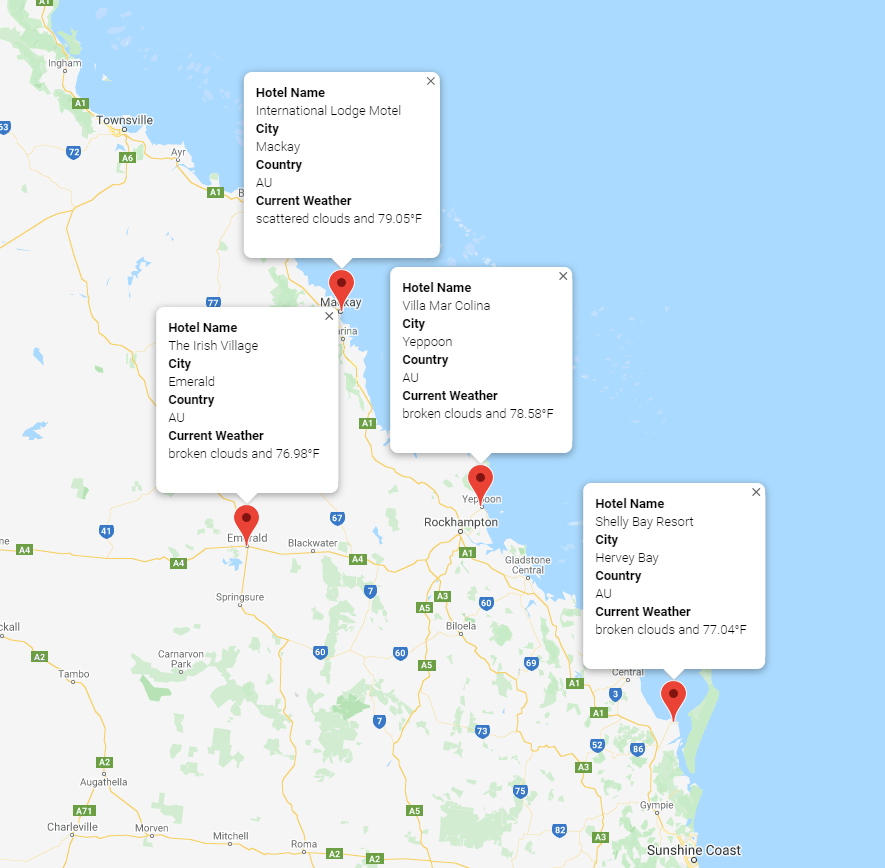 A1
Ingham
A1
Townsville
63
72
A6
Ayr
A1
B
×
Hotel Name
International Lodge Motel
City
Mackay
Country
AU
Current Weather
scattered clouds and 79.05°F
Mackay
arina
77
×
Hotel Name
The Irish Village
City
Emerald
Country
AU
Current Weather
broken clouds and 76.98°F
×
Hotel Name
Villa Mar Colina
City
Yeppoon
Country
AU
Current Weather
broken clouds and 78.58°F
A1
Yeppoon
Rockhampton
67
41
Emerald
Blackwater
ne
A4
A4
A4
A1
Gladstone
Central
×
Hotel Name
Shelly Bay Resort
City
Hervey Bay
Country
AU
Current Weather
broken clouds and 77.04°F
Springsure
7
A3
A5
60
Biloela
ckall
A2
Carnarvon
Park
60
60
A5
69
Tambo
Central
A1
3
A1
7
73
52
86
A2
A3
Augathella
75
A71
A5
Gympie
Charleville
Morven
Mitchell
82
A3
Roma
A2
A2
Sunshine Coast